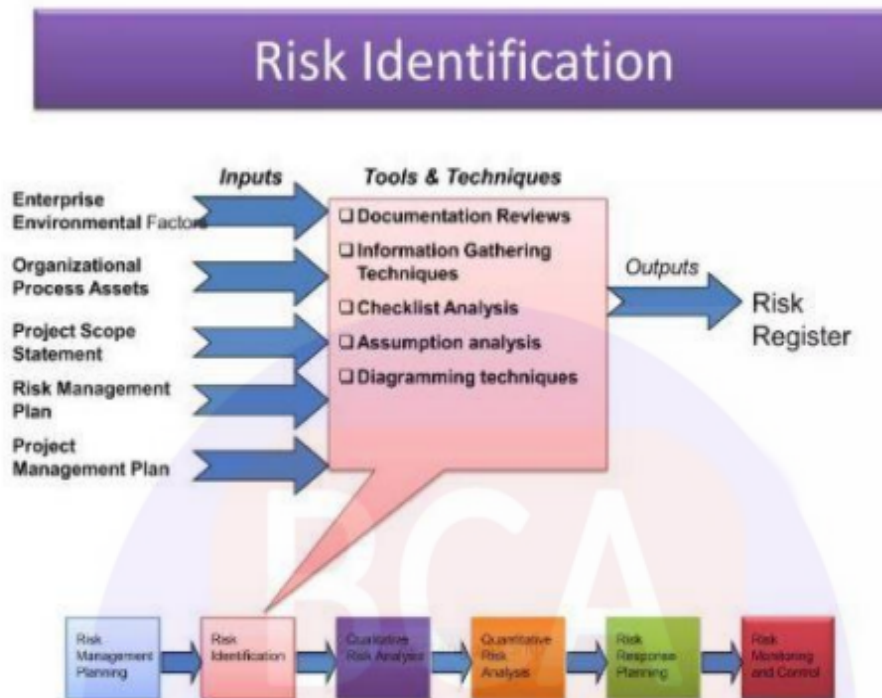 Risk Identification
Inputs
Tools & Techniques
Enterprise
Environmental Factors
Organizational
Process Assets
Project Scope
Statement
Risk Management
Plan
Project
Management Plan
Documentation Reviews
Information Gathering
Techniques
Checklist Analysis
Assumption analysis
Diagramming techniques
Outputs
Risk
Register
BCA
Risk
Management
Planning
Risk
Identification
Qualitative
Risk Analysis
Quantitative
Risk
Analysis
Risk
Response
Planning
Risk
Monitoring
and Control